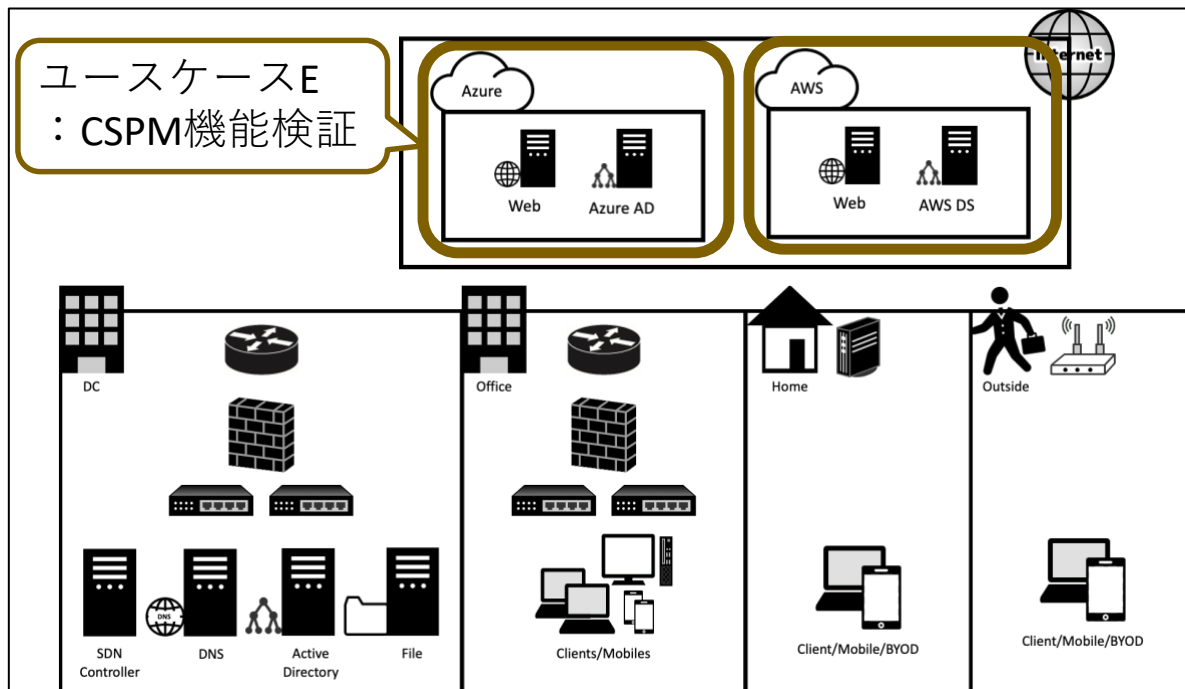 ユースケースE
：CSPM機能検証
Azure
Web
Azure AD
AWS
Web
AWS DS
Internet
DC
SDN
Controller
DNS
DNS
Active
Directory
File
Office
Clients/Mobiles
Home
Client/Mobile/BYOD
Outside
Client/Mobile/BYOD